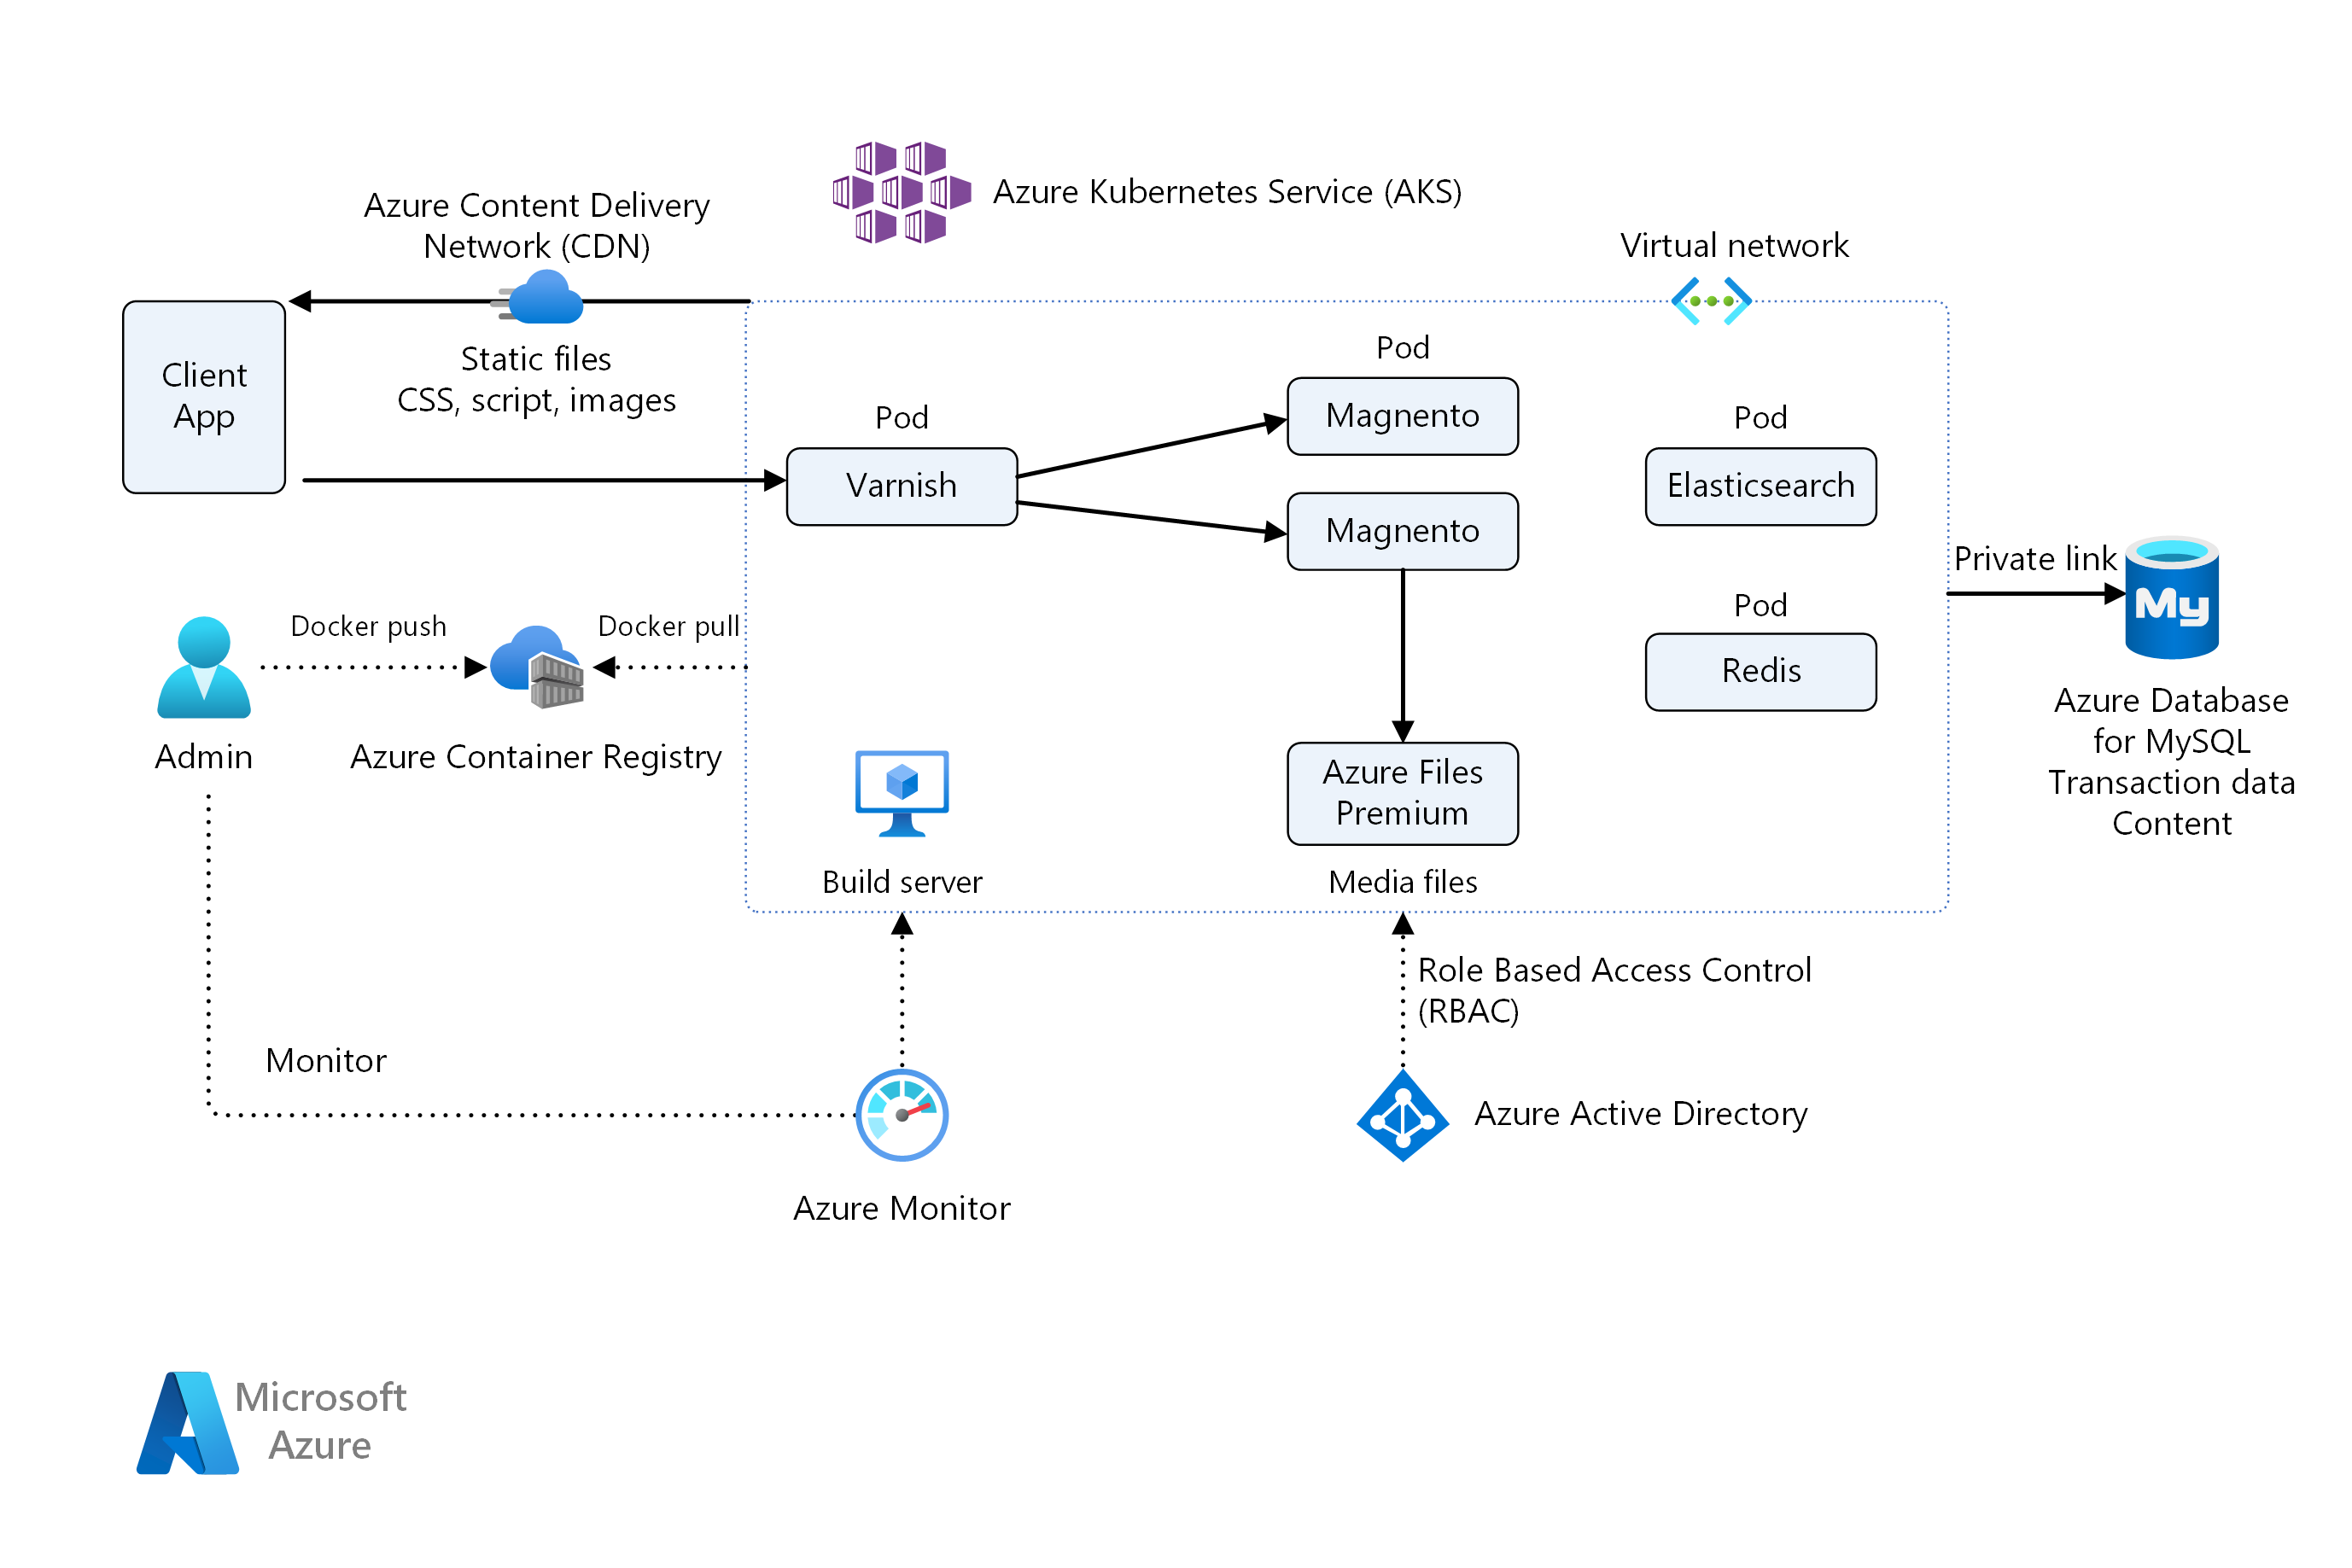 Azure Kubernetes Service (AKS)
Azure Content Delivery
Network (CDN)
Virtual network
Client
App
Static files
CSS, script, images
Pod
Varnish
Pod
Magnento
Magnento
Pod
Elasticsearch
Pod
Redis
Private link
My
Azure Database
for MySQL
Transaction data
Content
Docker push
Docker pull
Admin
Azure Container Registry
Build server
Azure Files
Premium
Media files
Role Based Access Control
(RBAC)
Monitor
Azure Active Directory
Azure Monitor
Microsoft
Azure